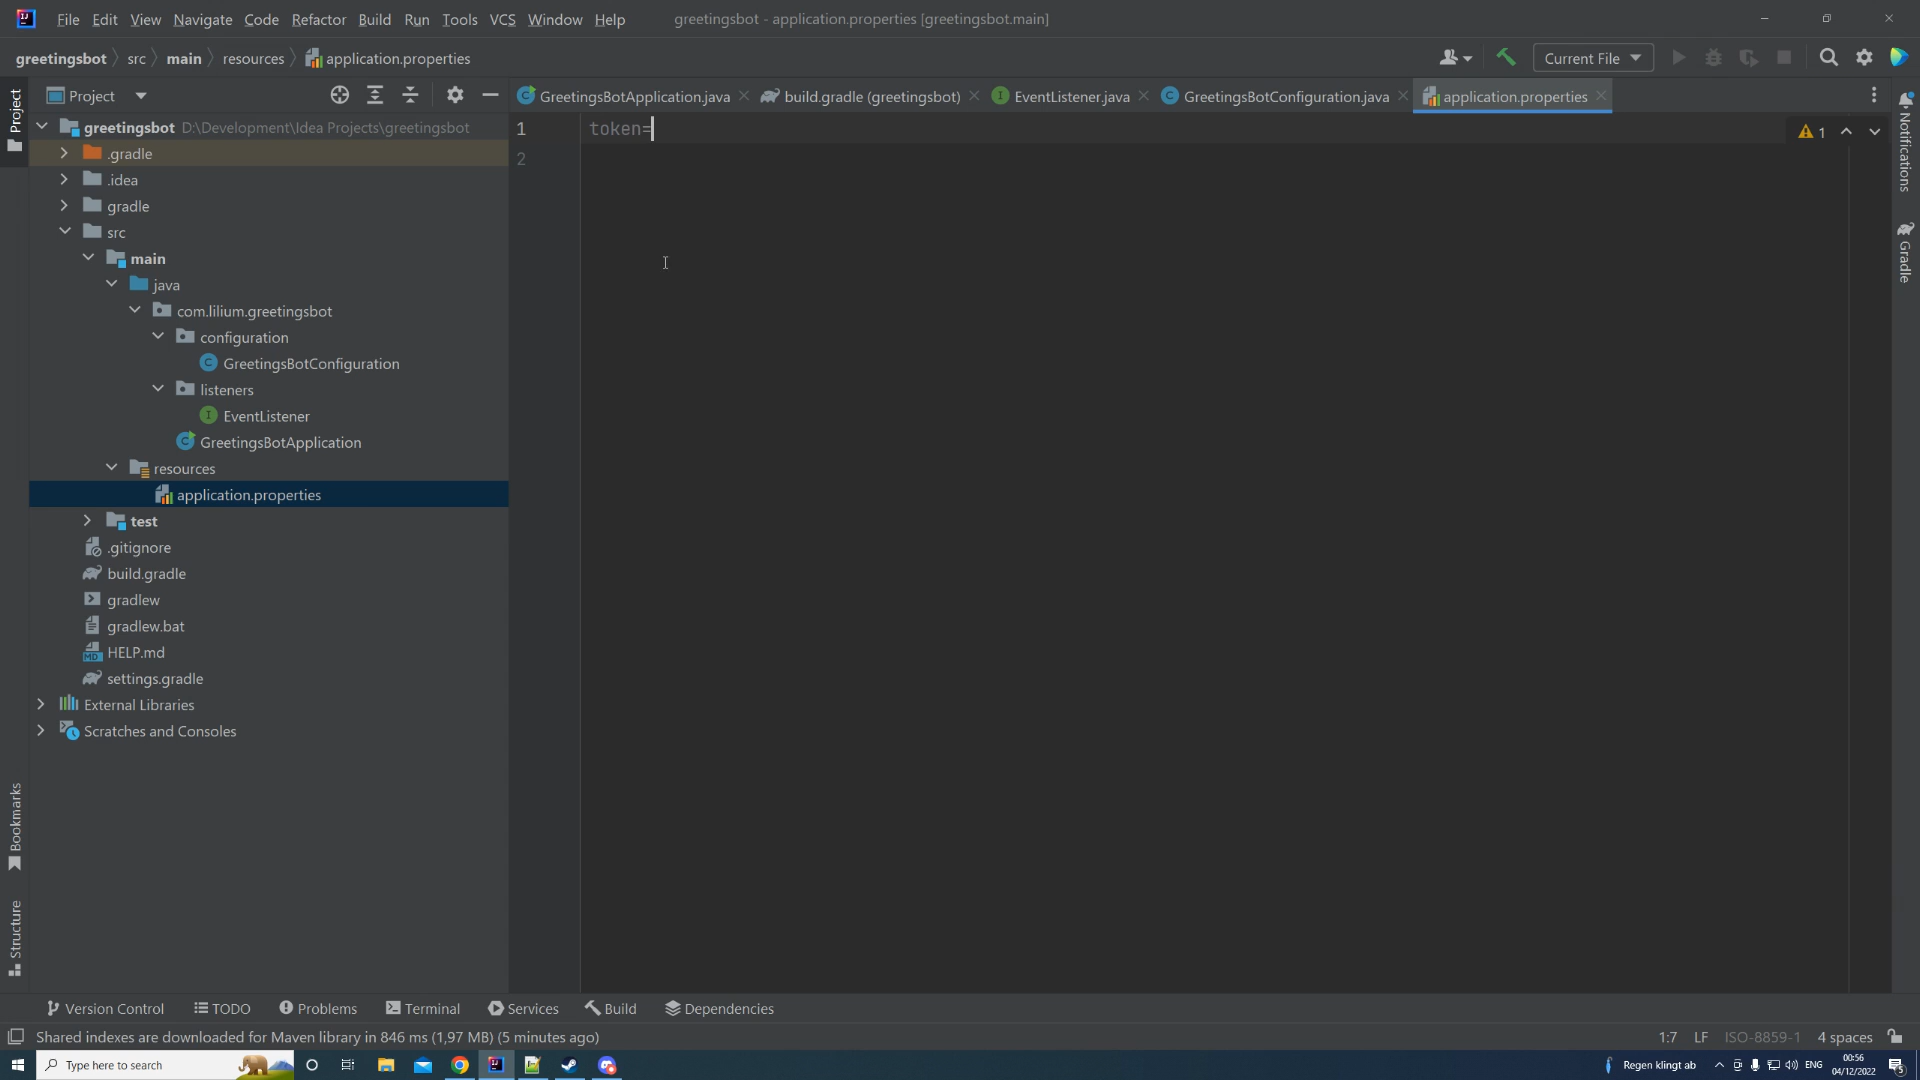 File Edit View Navigate Code Refactor Build Run Tools VCS Window Help greetingsbot - application.properties [greetingsbot.main]
greetingsbot src main resources application.properties Current File
Project GreetingsBotApplication.java build.gradle (greetingsbot) EventListener.java GreetingsBotConfiguration.java application.properties
Project
greetingsbot D:\Development\Idea Projects\greetingsbot
.gradle
.idea
gradle
src
main
java
com.lilium.greetingsbot
configuration
GreetingsBotConfiguration
listeners
EventListener
GreetingsBotApplication
resources
application.properties
test
.gitignore
build.gradle
gradlew
gradlew.bat
HELP.md
settings.gradle
External Libraries
Scratches and Consoles
1 token=
2
1
Notifications
Gradle
Bookmarks
Structure
Version Control TODO Problems Terminal Services Build Dependencies
Shared indexes are downloaded for Maven library in 846 ms (1,97 MB) (5 minutes ago) 1:7 LF ISO-8859-1 4 spaces
Type here to search Regen klingt ab ENG 00:56
04/12/2022 5